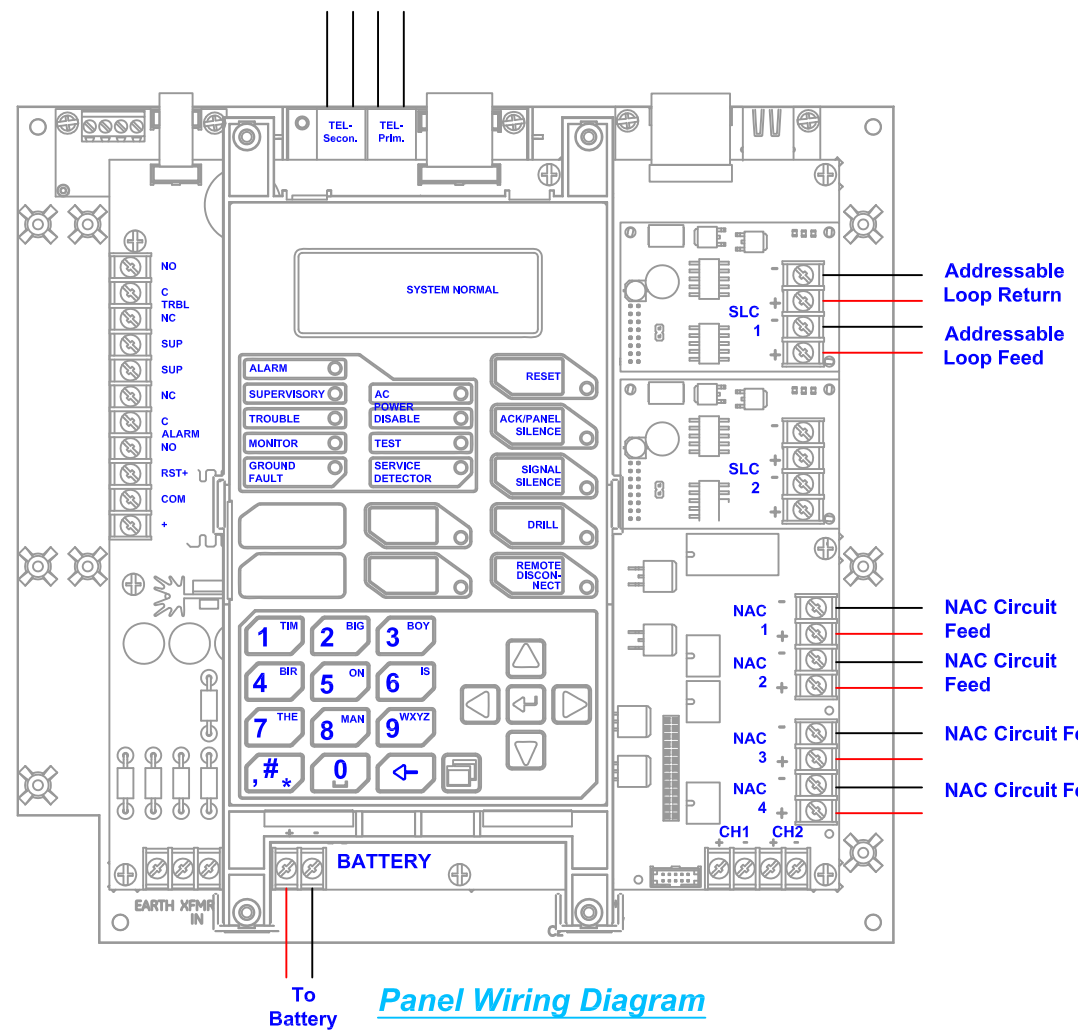 TEL-
Secon.
TEL-
Prim.
NO
C
TRBL
NC
SUP
SUP
NC
C
ALARM
NO
RST+
COM
+
SYSTEM NORMAL
ALARM
SUPERVISORY
TROUBLE
MONITOR
GROUND
FAULT
AC
POWER
DISABLE
TEST
SERVICE
DETECTOR
RESET
ACK/PANEL
SILENCE
SIGNAL
SILENCE
DRILL
REMOTE
DISCON-
NECT
1 TIM
2 BIG
3 BOY
4 BIR
5 ON
6 IS
7 THE
8 MAN
9 WXYZ
,#*
0
-
+
-
+
SLC
1
Addressable
Loop Return
Addressable
Loop Feed
-
+
-
+
SLC
2
NAC
1
-
+
NAC Circuit
Feed
NAC
2
-
+
NAC Circuit
Feed
NAC
3
-
+
NAC Circuit Fe
NAC
4
-
+
NAC Circuit Fe
CH1 CH2
+ - + -
+ -
BATTERY
EARTH XFMR
IN
To
Battery
Panel Wiring Diagram